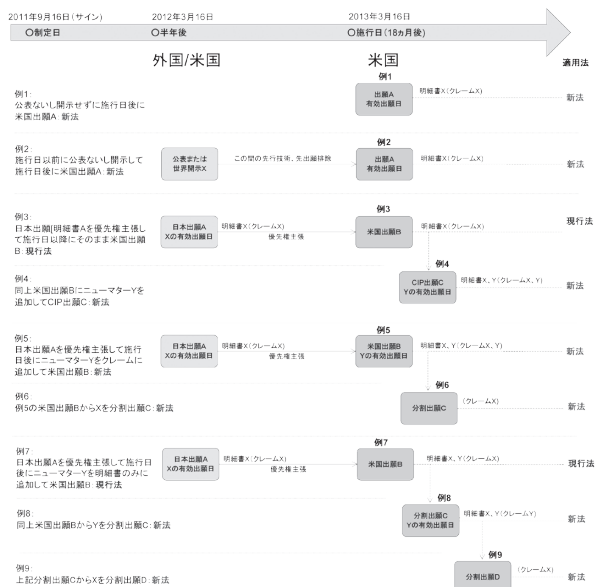 2011年9月16日(サイン)
2012年3月16日
2013年3月16日
〇制定日
〇半年後
〇施行日(18ヵ月後)
外国/米国
米国
適用法
例1:
公表ないし開示せずに施行日後に
米国出願A: 新法
例1
出願A
有効出願日
明細書X(クレームX)
新法
例2:
施行日以前に公表ないし開示して
施行日後に米国出願A: 新法
公表または
世界開示X
この間の先行技術、先出願排除
例2
出願A
有効出願日
明細書X(クレームX)
新法
例3:
日本出願[明細書Aを優先権主張し
て施行日以降にそのまま米国出願
B: 現行法
日本出願A
Xの有効出願日
明細書X(クレームX)
優先権主張
例3
米国出願B
明細書X(クレームX)
現行法
例4:
同上米国出願BにニューマターYを
追加してCIP出願C: 新法
例4
CIP出願C
Yの有効出願日
明細書X、Y(クレームX、Y)
新法
例5:
日本出願Aを優先権主張して施行
日後にニューマターYをクレームに
追加して米国出願B: 新法
日本出願A
Xの有効出願日
明細書X(クレームX)
優先権主張
例5
米国出願B
Yの有効出願日
明細書X、Y(クレームX、Y)
新法
例6:
例5の米国出願BからXを分割出願C: 新法
例6
分割出願C
(クレームX)
新法
例7:
日本出願Aを優先権主張して施行日
後にニューマターYを明細書のみに
追加して米国出願B: 現行法
日本出願A
Xの有効出願日
明細書X(クレームX)
優先権主張
例7
米国出願B
明細書X、Y(クレームX)
現行法
例8:
同上米国出願BからYを分割出願C: 新法
例8
分割出願C
Yの有効出願日
明細書X、Y(クレームY)
新法
例9:
上記分割出願CからXを分割出願D: 新法
例9
分割出願D
(クレームX)
新法